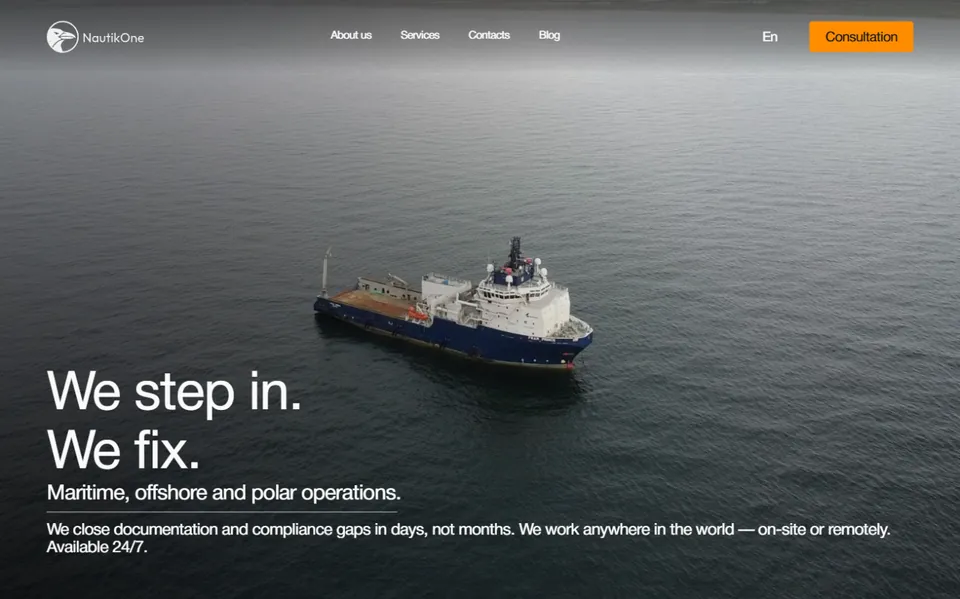 NautikOne
About us
Services
Contacts
Blog
En
Consultation
We step in.
We fix.
Maritime, offshore and polar operations.
We close documentation and compliance gaps in days, not months. We work anywhere in the world — on-site or remotely.
Available 24/7.